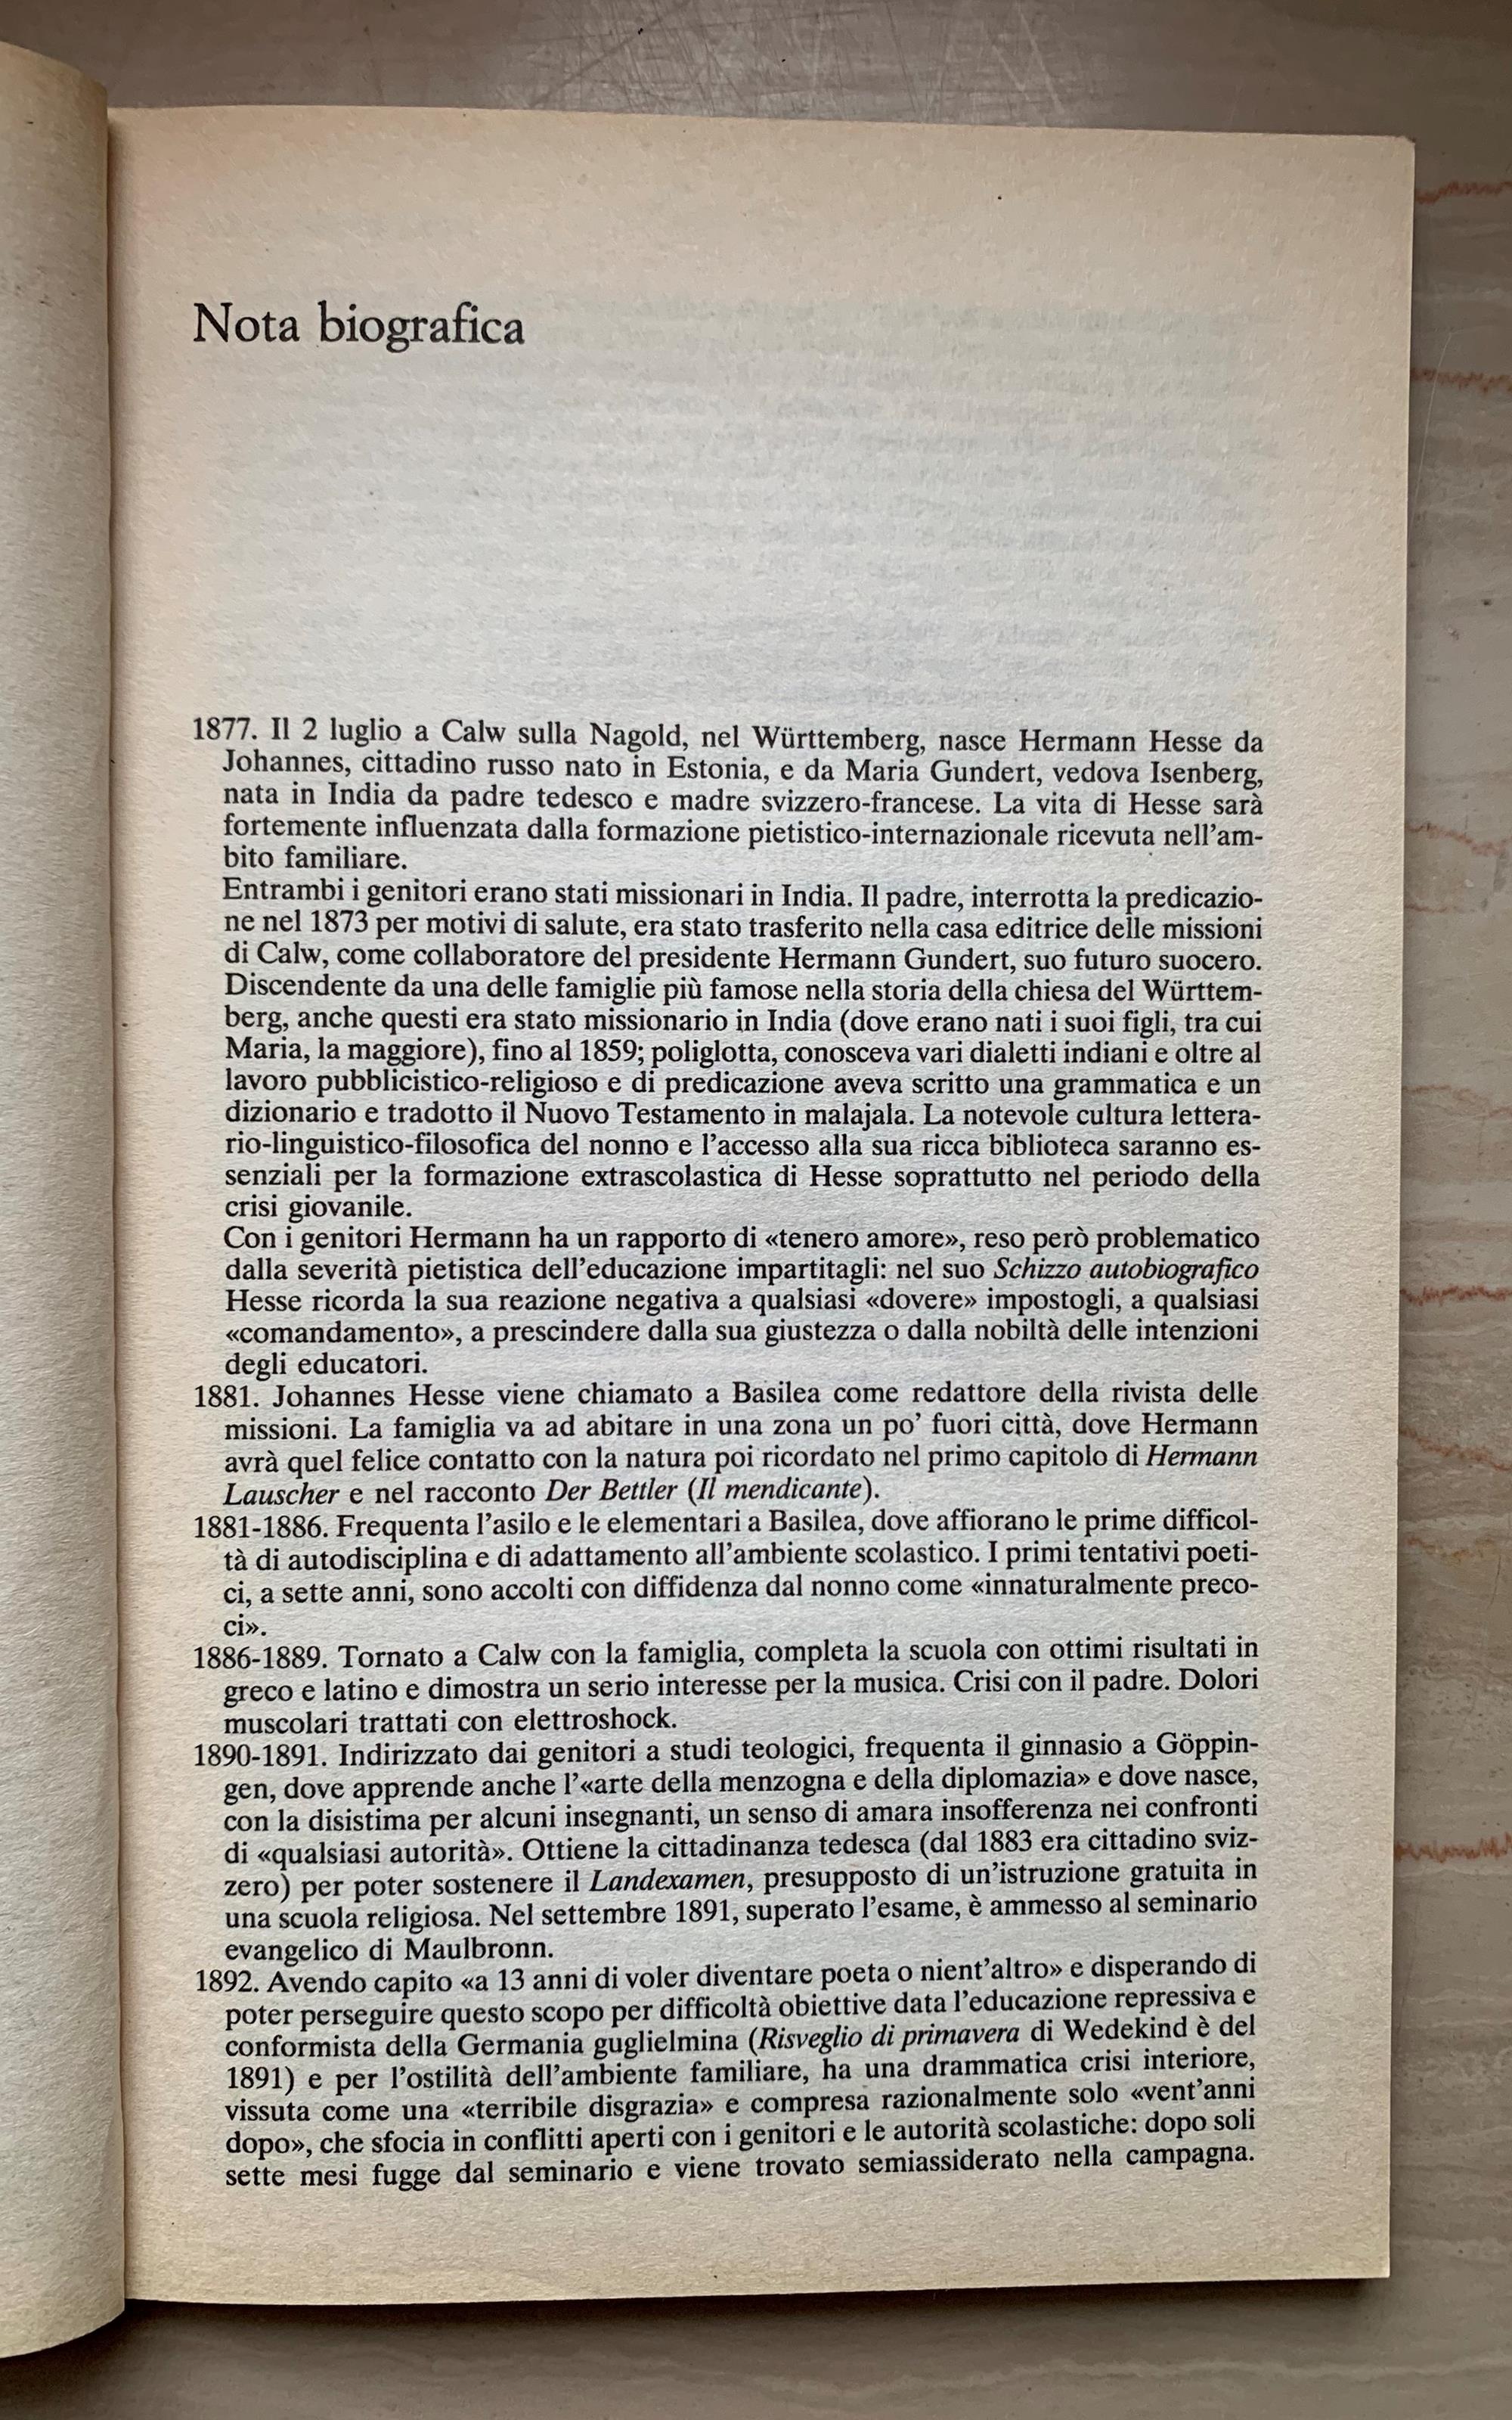 Nota biografica
1877. Il 2 luglio a Calw sulla Nagold, nel Württemberg, nasce Hermann Hesse da
Johannes, cittadino russo nato in Estonia, e da Maria Gundert, vedova Isenberg,
nata in India da padre tedesco e madre svizzero-francese. La vita di Hesse sarà
fortemente influenzata dalla formazione pietistico-internazionale ricevuta nell'am-
bito familiare.
Entrambi i genitori erano stati missionari in India. Il padre, interrotta la predicazio-
ne nel 1873 per motivi di salute, era stato trasferito nella casa editrice delle missioni
di Calw, come collaboratore del presidente Hermann Gundert, suo futuro suocero.
Discendente da una delle famiglie più famose nella storia della chiesa del Württem-
berg, anche questi era stato missionario in India (dove erano nati i suoi figli, tra cui
Maria, la maggiore), fino al 1859; poliglotta, conosceva vari dialetti indiani e oltre al
lavoro pubblicistico-religioso e di predicazione aveva scritto una grammatica e un
dizionario e tradotto il Nuovo Testamento in malajala. La notevole cultura lettera-
rio-linguistico-filosofica del nonno e l'accesso alla sua ricca biblioteca saranno es-
senziali per la formazione extrascolastica di Hesse soprattutto nel periodo della
crisi giovanile.
Con i genitori Hermann ha un rapporto di «tenero amore», reso però problematico
dalla severità pietistica dell'educazione impartitagli: nel suo Schizzo autobiografico
Hesse ricorda la sua reazione negativa a qualsiasi «dovere» impostogli, a qualsiasi
«comandamento», a prescindere dalla sua giustezza o dalla nobiltà delle intenzioni
degli educatori.
1881. Johannes Hesse viene chiamato a Basilea come redattore della rivista delle
missioni. La famiglia va ad abitare in una zona un po' fuori città, dove Hermann
avrà quel felice contatto con la natura poi ricordato nel primo capitolo di Hermann
Lauscher e nel racconto Der Bettler (Il mendicante).
1881-1886. Frequenta l'asilo e le elementari a Basilea, dove affiorano le prime difficol-
tà di autodisciplina e di adattamento all'ambiente scolastico. I primi tentativi poeti-
ci, a sette anni, sono accolti con diffidenza dal nonno come «innaturalmente preco-
ci».
1886-1889. Tornato a Calw con la famiglia, completa la scuola con ottimi risultati in
greco e latino e dimostra un serio interesse per la musica. Crisi con il padre. Dolori
muscolari trattati con elettroshock.
1890-1891. Indirizzato dai genitori a studi teologici, frequenta il ginnasio a Göppin-
gen, dove apprende anche l'«arte della menzogna e della diplomazia» e dove nasce,
con la disistima per alcuni insegnanti, un senso di amara insofferenza nei confronti
di «qualsiasi autorità». Ottiene la cittadinanza tedesca (dal 1883 era cittadino sviz-
zero) per poter sostenere il Landexamen, presupposto di un'istruzione gratuita in
una scuola religiosa. Nel settembre 1891, superato l'esame, è ammesso al seminario
evangelico di Maulbronn.
1892. Avendo capito «a 13 anni di voler diventare poeta o nient'altro» e disperando di
poter perseguire questo scopo per difficoltà obiettive data l'educazione repressiva e
conformista della Germania guglielmina (Risveglio di primavera di Wedekind è del
1891) e per l'ostilità dell'ambiente familiare, ha una drammatica crisi interiore,
vissuta come una «terribile disgrazia» e compresa razionalmente solo «vent'anni
dopo», che sfocia in conflitti aperti con i genitori e le autorità scolastiche: dopo soli
sette mesi fugge dal seminario e viene trovato semiassiderato nella campagna.